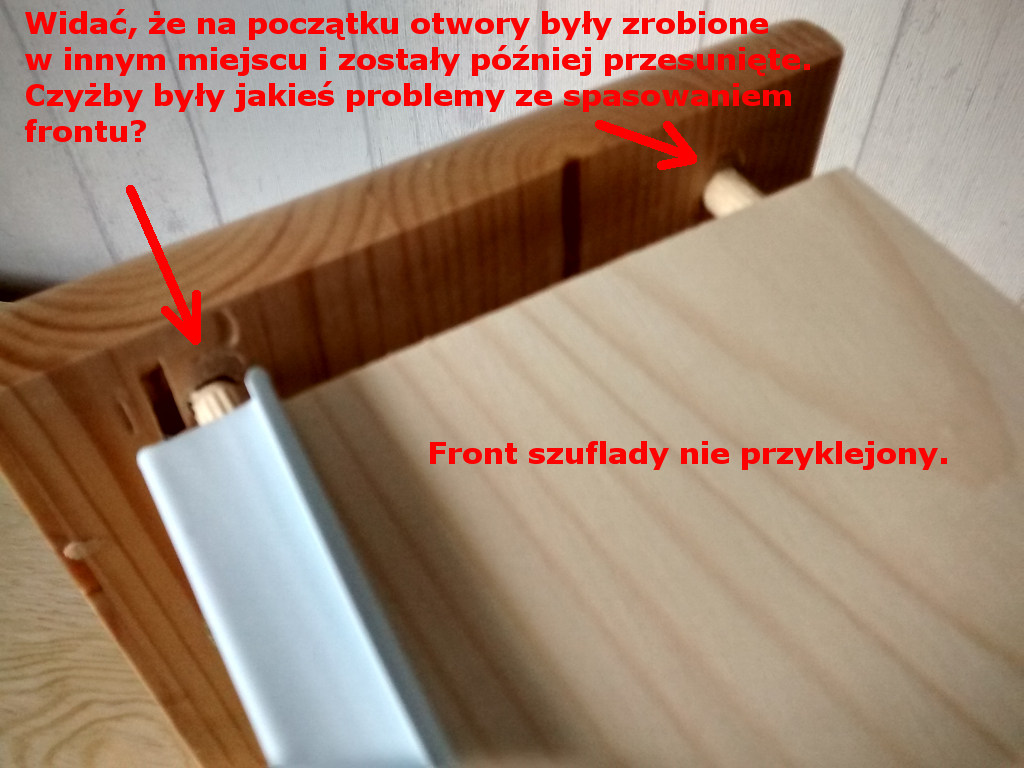 Widać, że na początku otwory były zrobione
w innym miejscu i zostały później przesunięte.
Czyżby były jakieś problemy ze spasowaniem
frontu?
Front szuflady nie przyklejony.